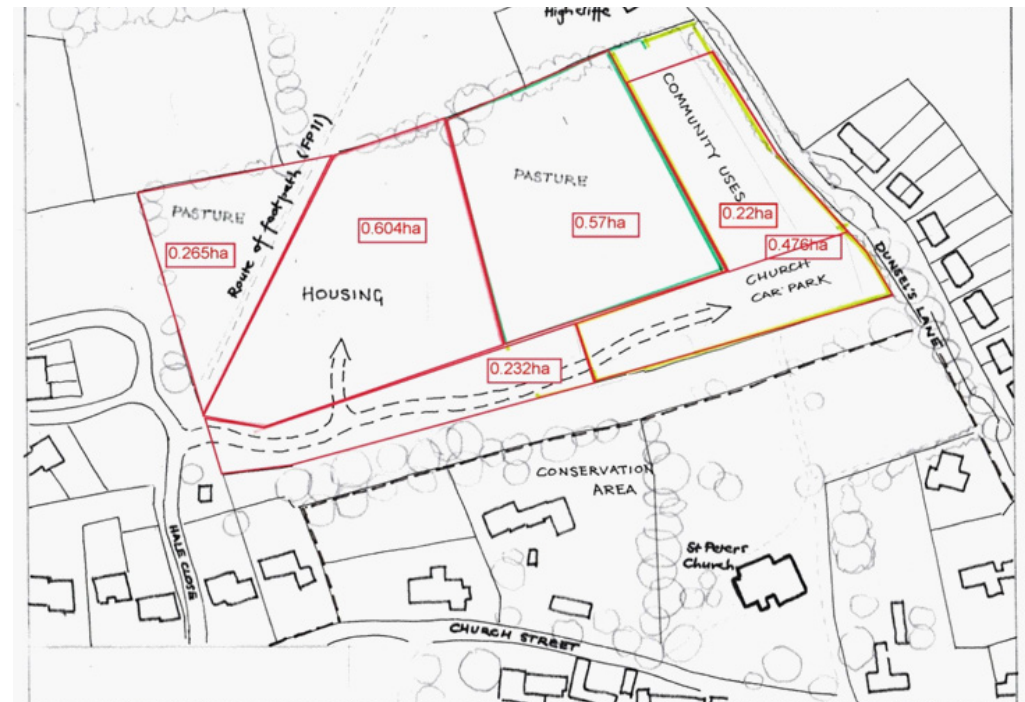 Highcliffe
COMMUNITY USES
Route of footpath (FP11)
PASTURE
PASTURE
0.265ha
0.604ha
0.57ha
0.22ha
0.476ha
HOUSING
CHURCH
CAR PARK
DUNSEL'S LANE
0.232ha
CONSERVATION
AREA
HALE CLOSE
St Peters
Church
CHURCH STREET